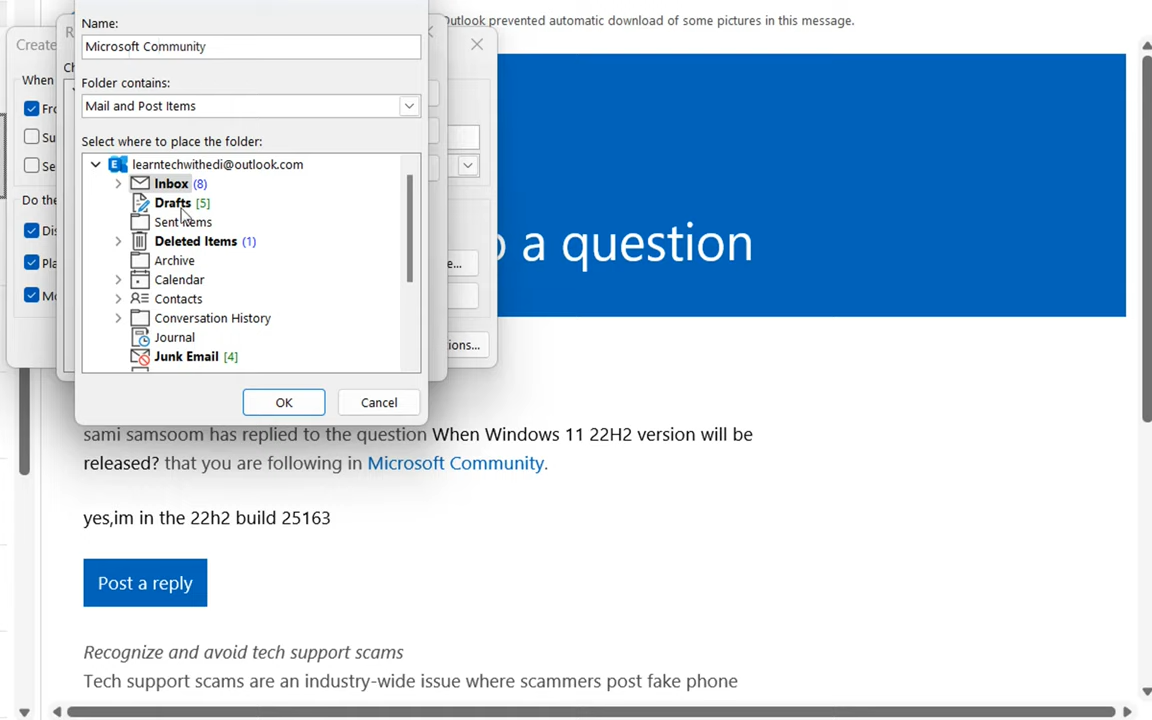 Outlook prevented automatic download of some pictures in this message.
Name:
Create
Microsoft Community
When
Folder contains:
Mail and Post Items
Select where to place the folder:
learntechwithedi@outlook.com
Inbox (8)
Do the
Drafts [5]
Sent Items
Deleted Items (1)
to a question
Archive
Calendar
Contacts
Conversation History
Journal
Junk Email [4]
OK
Cancel
sami samsoom has replied to the question When Windows 11 22H2 version will be
released? that you are following in Microsoft Community.
yes,im in the 22h2 build 25163
Post a reply
Recognize and avoid tech support scams
Tech support scams are an industry-wide issue where scammers post fake phone